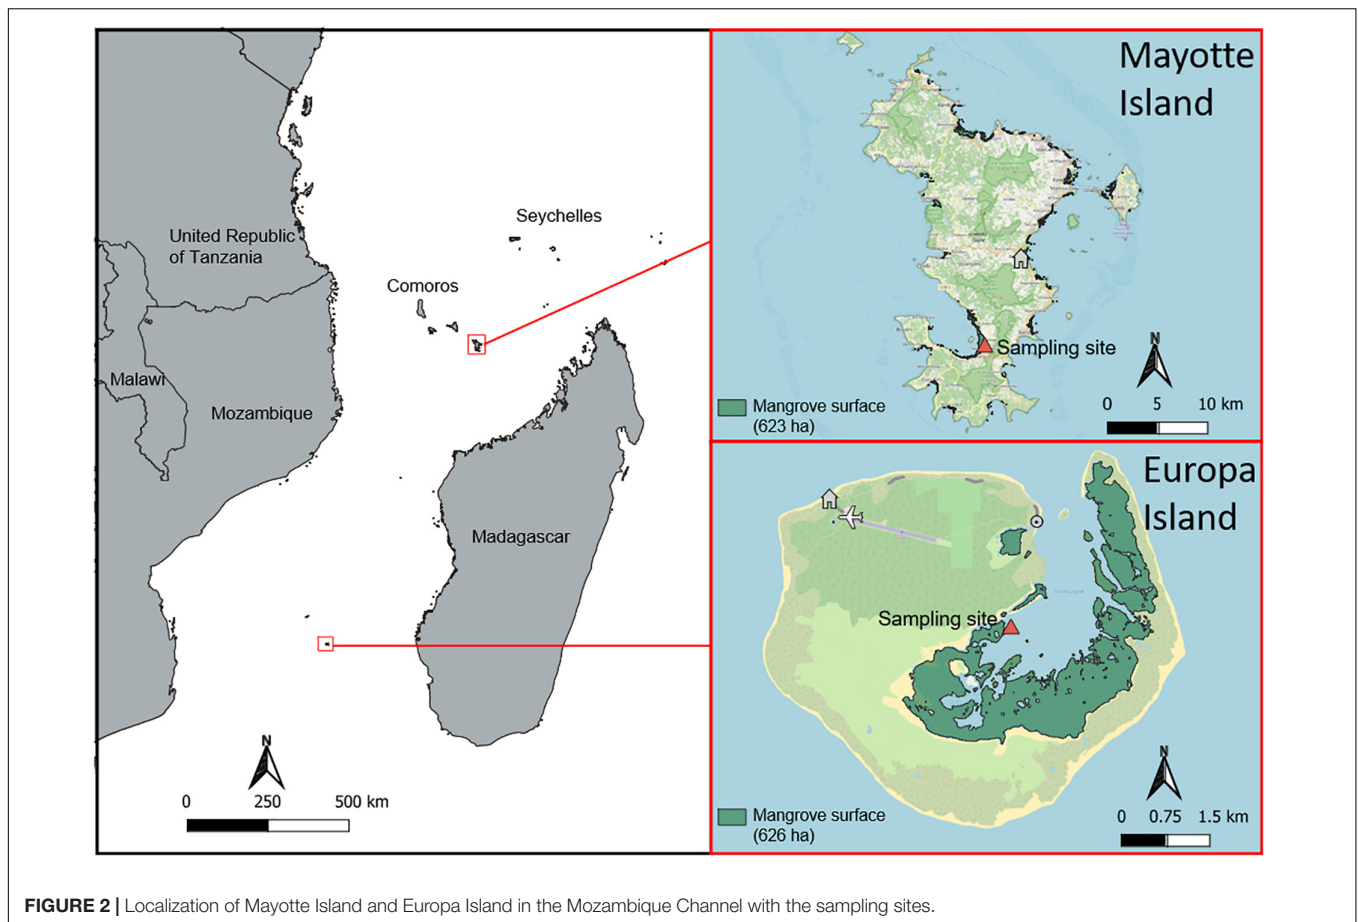 United Republic
of Tanzania
Seychelles
Comoros
Malawi
Mozambique
Madagascar
N
0 250 500 km
Mayotte
Island
Sampling site
N
Mangrove surface
(623 ha)
0 5 10 km
Europa
Island
Sampling site
N
Mangrove surface
(626 ha)
0 0.75 1.5 km
FIGURE 2 | Localization of Mayotte Island and Europa Island in the Mozambique Channel with the sampling sites.